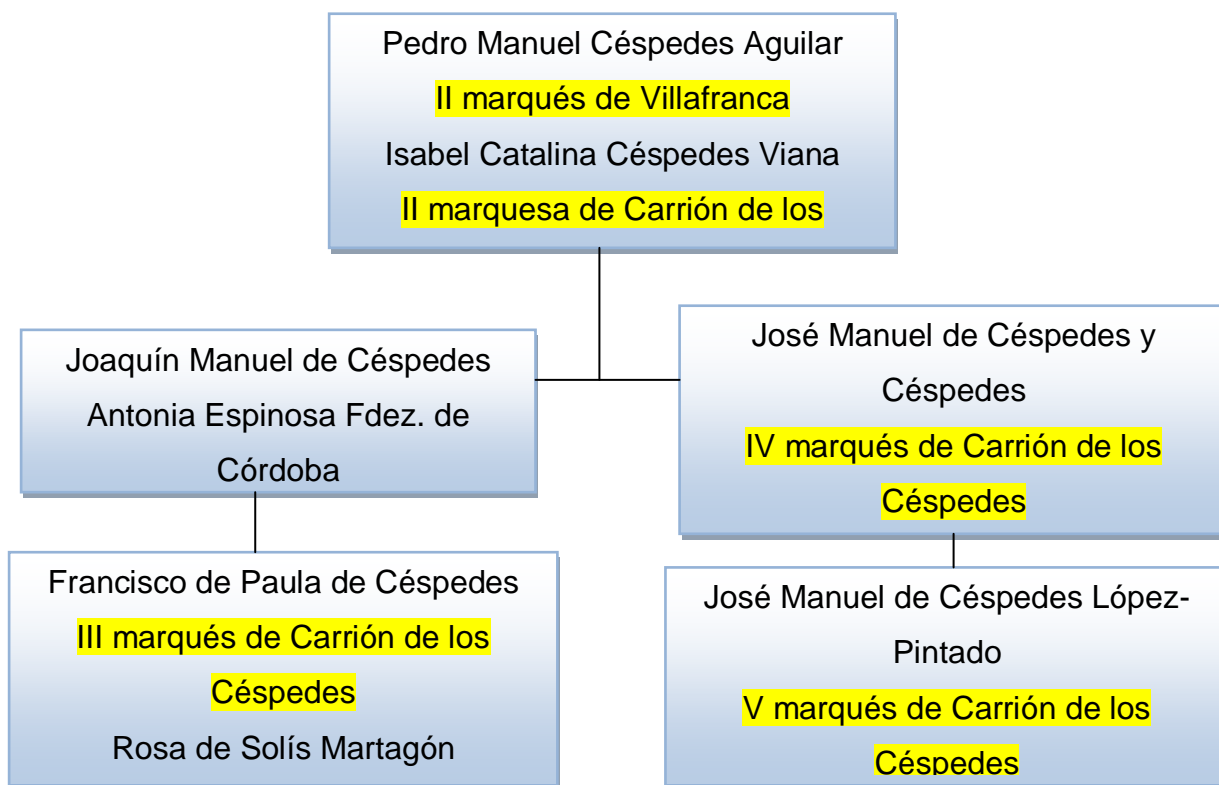 Pedro Manuel Céspedes Aguilar
II marqués de Villafranca
Isabel Catalina Céspedes Viana
II marquesa de Carrión de los
Joaquín Manuel de Céspedes
Antonia Espinosa Fdez. de
Córdoba
José Manuel de Céspedes y
Céspedes
IV marqués de Carrión de los
Céspedes
Francisco de Paula de Céspedes
III marqués de Carrión de los
Céspedes
Rosa de Solís Martagón
José Manuel de Céspedes López-
Pintado
V marqués de Carrión de los
Céspedes